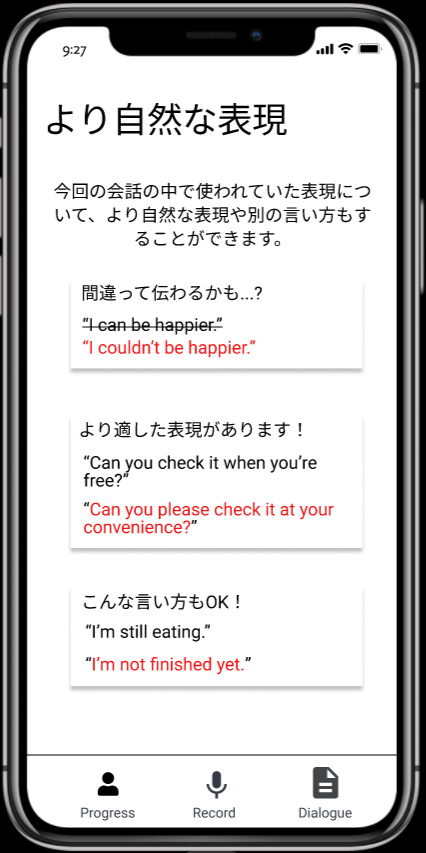 9:27
より自然な表現
今回の会話の中で使われていた表現につ
いて、より自然な表現や別の言い方もす
ることができます。
間違って伝わるかも...?
“I can be happier.”
“I couldn’t be happier.”
より適した表現があります！
“Can you check it when you’re
free?”
“Can you please check it at your
convenience?”
こんな言い方もOK！
“I’m still eating.”
“I’m not finished yet.”
Progress
Record
Dialogue